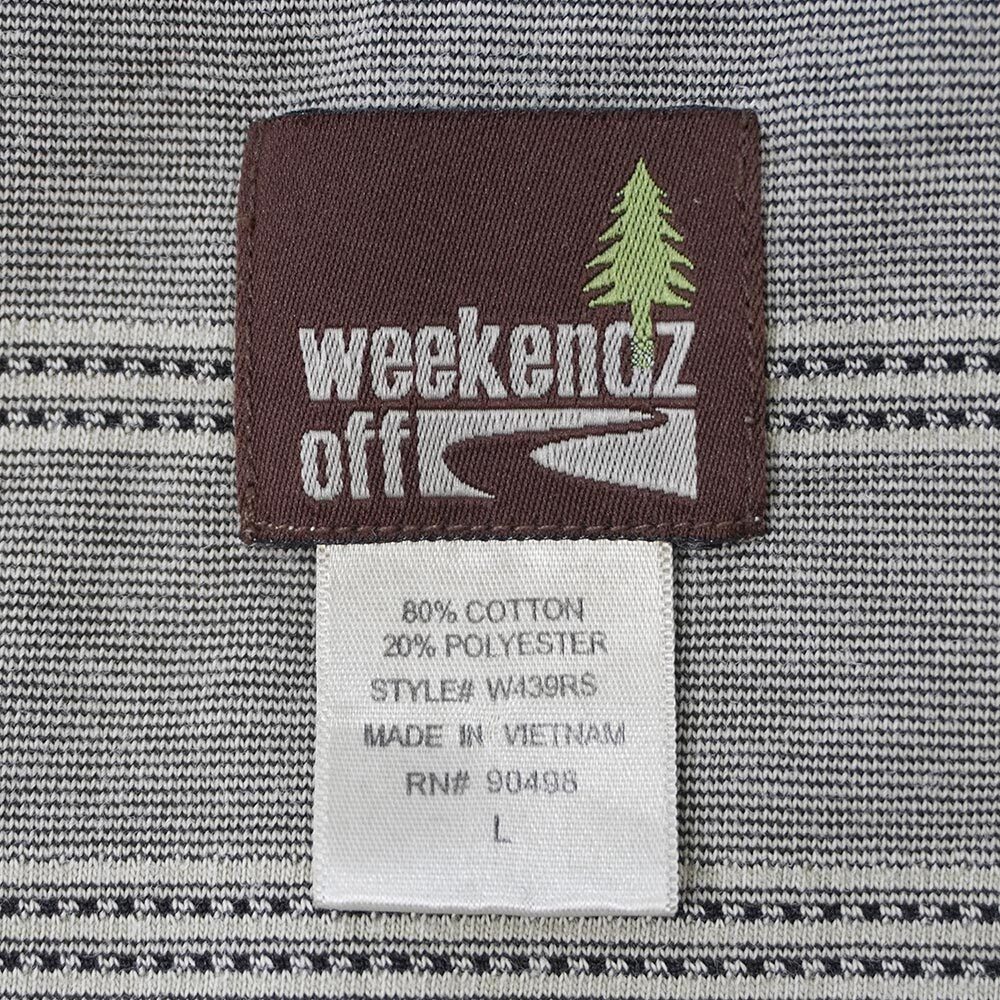 weekendz
off
80% COTTON
20% POLYESTER
STYLE# W439RS
MADE IN VIETNAM
RN# 90498
L